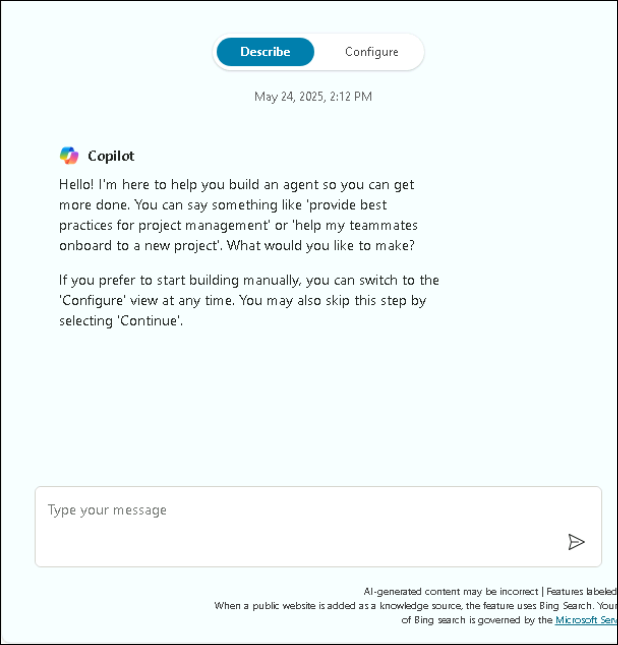 Describe
Configure
May 24, 2025, 2:12 PM
Copilot
Hello! I'm here to help you build an agent so you can get
more done. You can say something like 'provide best
practices for project management' or 'help my teammates
onboard to a new project'. What would you like to make?
If you prefer to start building manually, you can switch to the
'Configure' view at any time. You may also skip this step by
selecting 'Continue'.
Type your message
AI-generated content may be incorrect | Features labeled
When a public website is added as a knowledge source, the feature uses Bing Search. Your
of Bing search is governed by the Microsoft